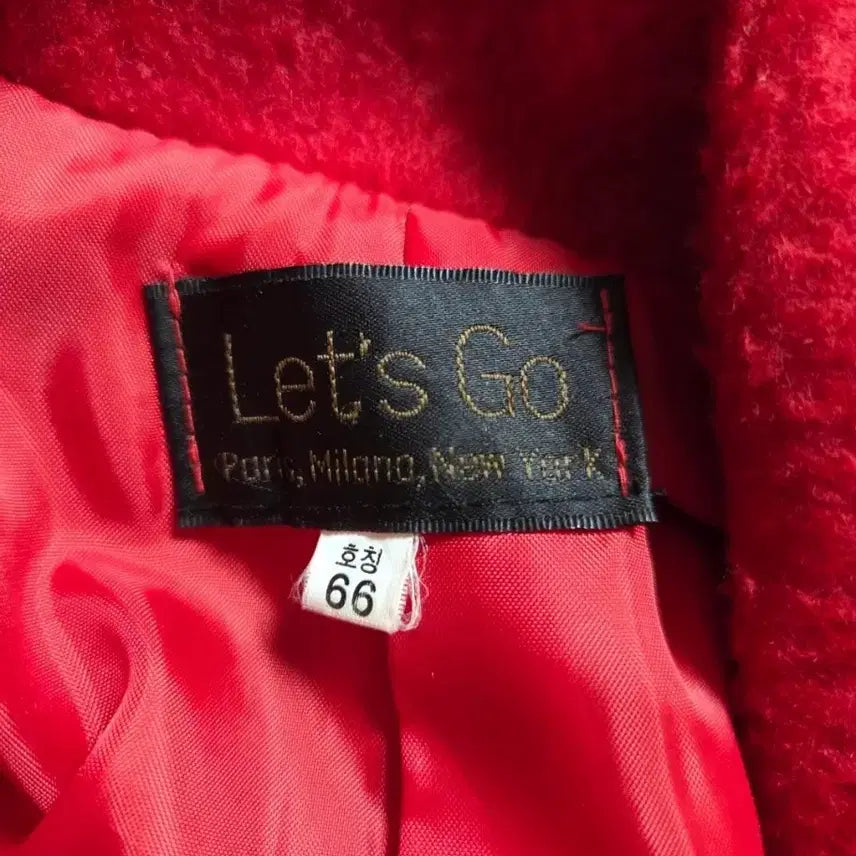 Let's Go
Paris, Milano, New York
호칭
66